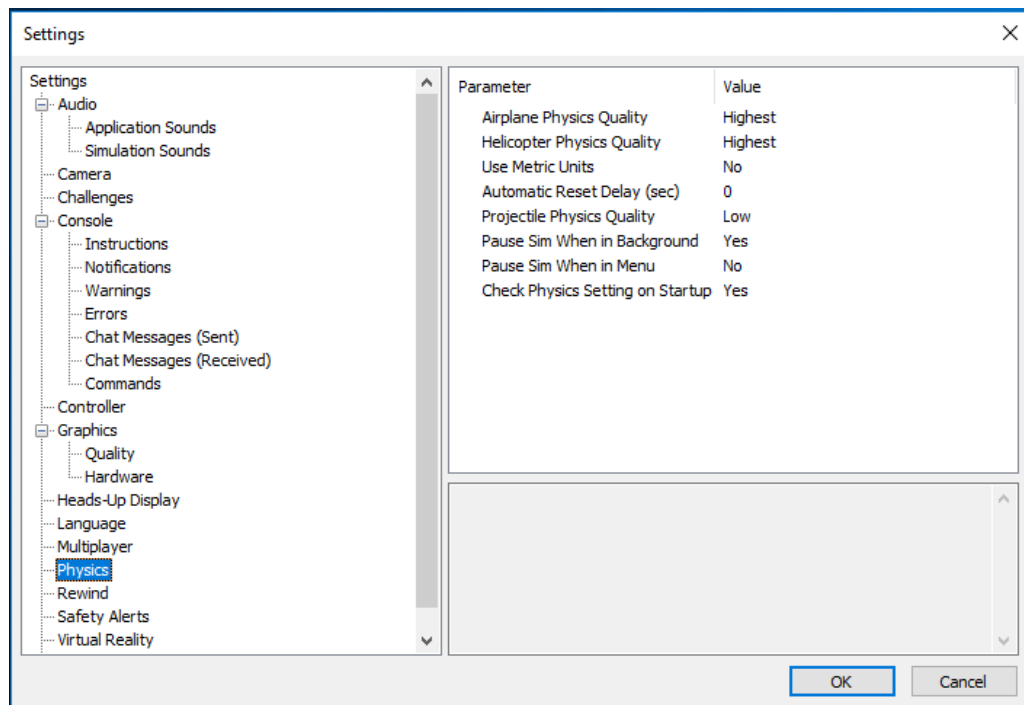 Settings
Settings
Audio
Application Sounds
Simulation Sounds
Camera
Challenges
Console
Instructions
Notifications
Warnings
Errors
Chat Messages (Sent)
Chat Messages (Received)
Commands
Controller
Graphics
Quality
Hardware
Heads-Up Display
Language
Multiplayer
Physics
Rewind
Safety Alerts
Virtual Reality
Parameter Value
Airplane Physics Quality Highest
Helicopter Physics Quality Highest
Use Metric Units No
Automatic Reset Delay (sec) 0
Projectile Physics Quality Low
Pause Sim When in Background Yes
Pause Sim When in Menu No
Check Physics Setting on Startup Yes
OK Cancel